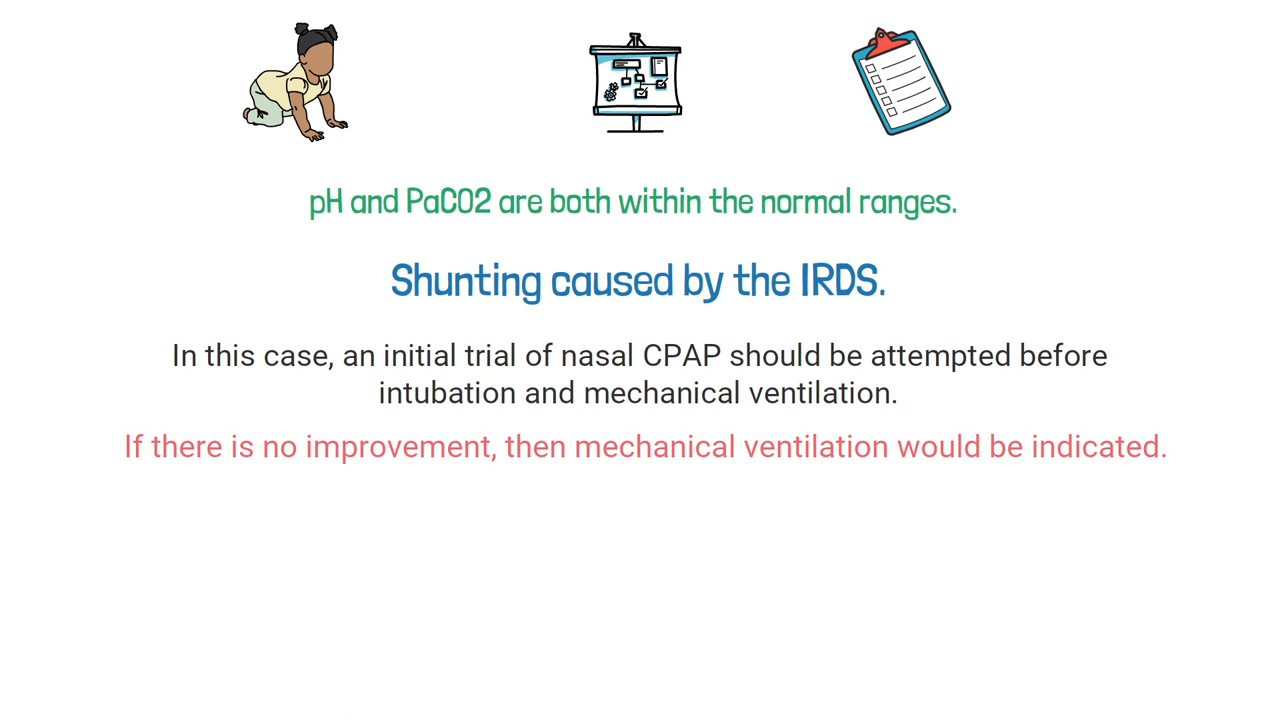 pH and PaCO2 are both within the normal ranges.
Shunting caused by the IRDS.
In this case, an initial trial of nasal CPAP should be attempted before
intubation and mechanical ventilation.
If there is no improvement, then mechanical ventilation would be indicated.